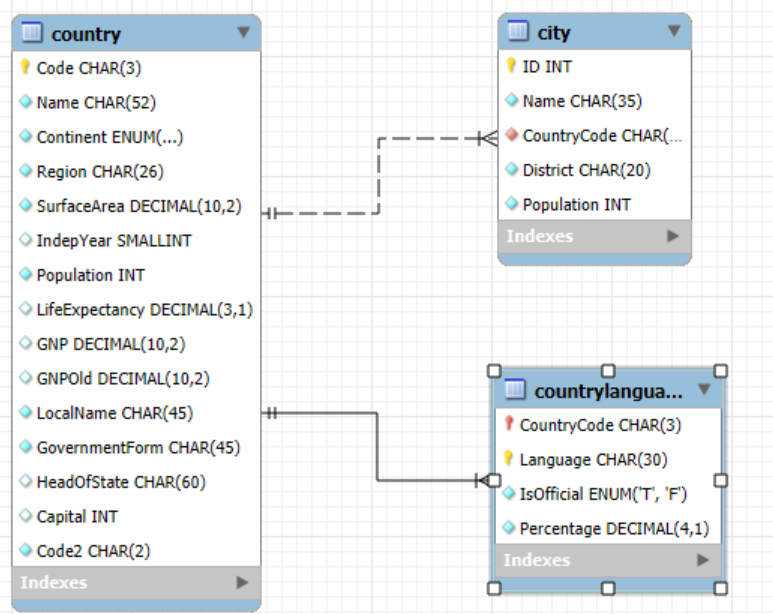 country
Code CHAR(3)
Name CHAR(52)
Continent ENUM(...)
Region CHAR(26)
SurfaceArea DECIMAL(10,2)
IndepYear SMALLINT
Population INT
LifeExpectancy DECIMAL(3,1)
GNP DECIMAL(10,2)
GNPOld DECIMAL(10,2)
LocalName CHAR(45)
GovernmentForm CHAR(45)
HeadOfState CHAR(60)
Capital INT
Code2 CHAR(2)
Indexes
city
ID INT
Name CHAR(35)
CountryCode CHAR(...
District CHAR(20)
Population INT
Indexes
countrylangua...
CountryCode CHAR(3)
Language CHAR(30)
IsOfficial ENUM('T', 'F')
Percentage DECIMAL(4,1)
Indexes